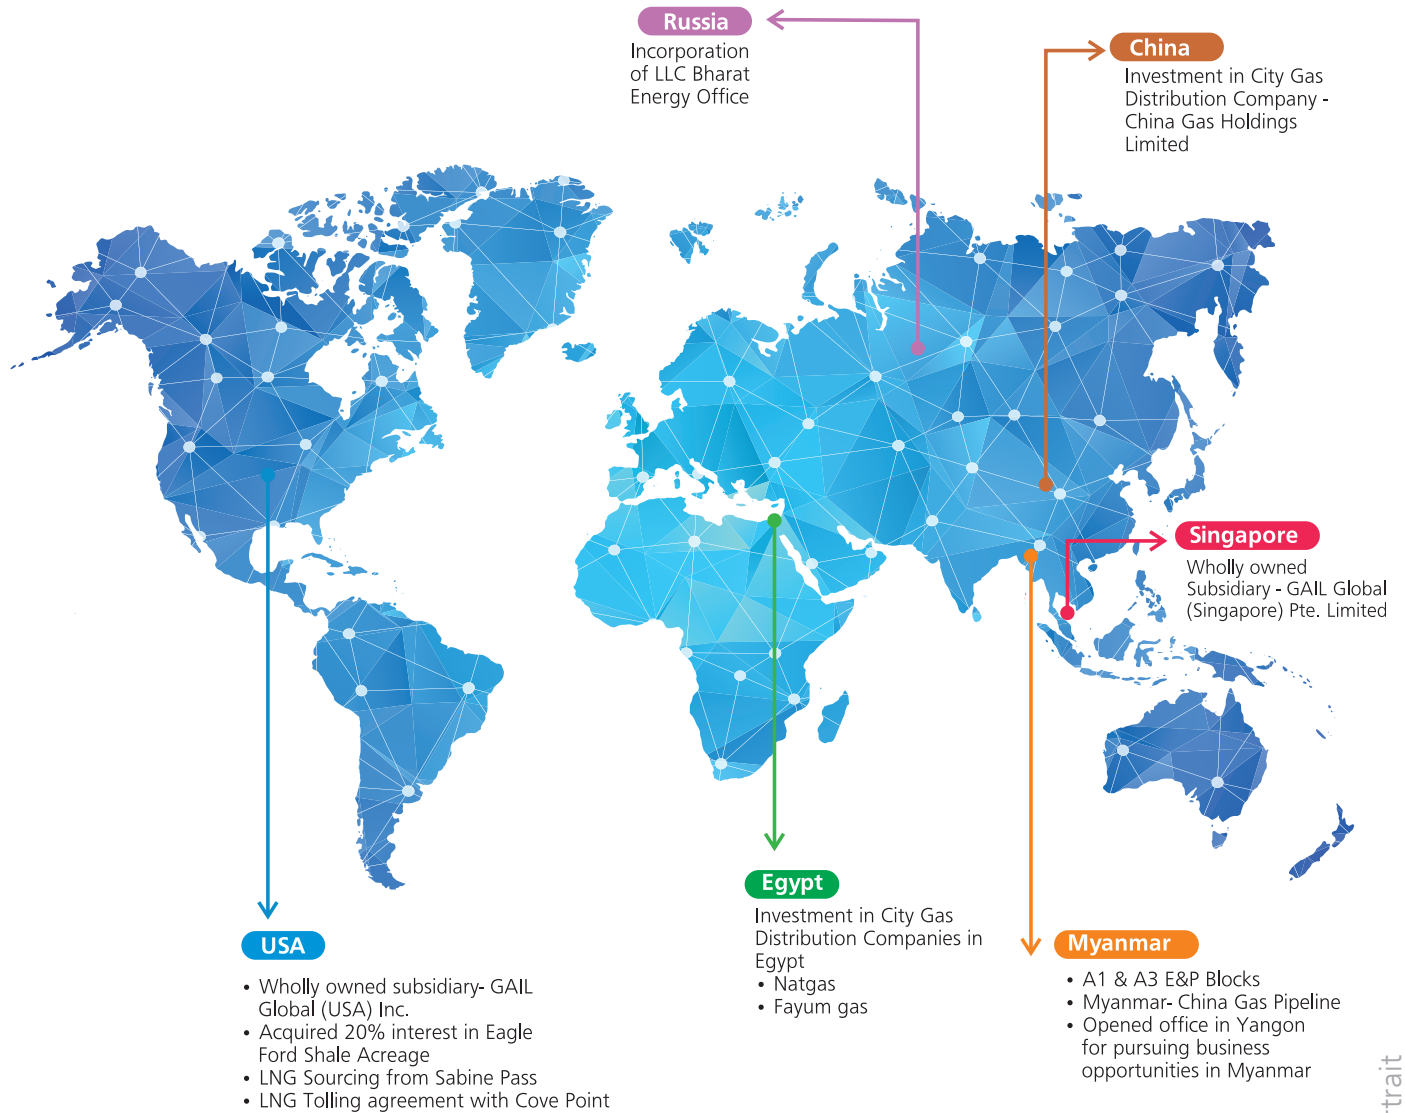 Russia
Incorporation
of LLC Bharat
Energy Office
China
Investment in City Gas
Distribution Company -
China Gas Holdings
Limited
Singapore
Wholly owned
Subsidiary - GAIL Global
(Singapore) Pte. Limited
Egypt
Investment in City Gas
Distribution Companies in
Egypt
• Natgas
• Fayum gas
USA
• Wholly owned subsidiary- GAIL
Global (USA) Inc.
• Acquired 20% interest in Eagle
Ford Shale Acreage
• LNG Sourcing from Sabine Pass
• LNG Tolling agreement with Cove Point
Myanmar
• A1 & A3 E&P Blocks
• Myanmar- China Gas Pipeline
• Opened office in Yangon
for pursuing business
opportunities in Myanmar